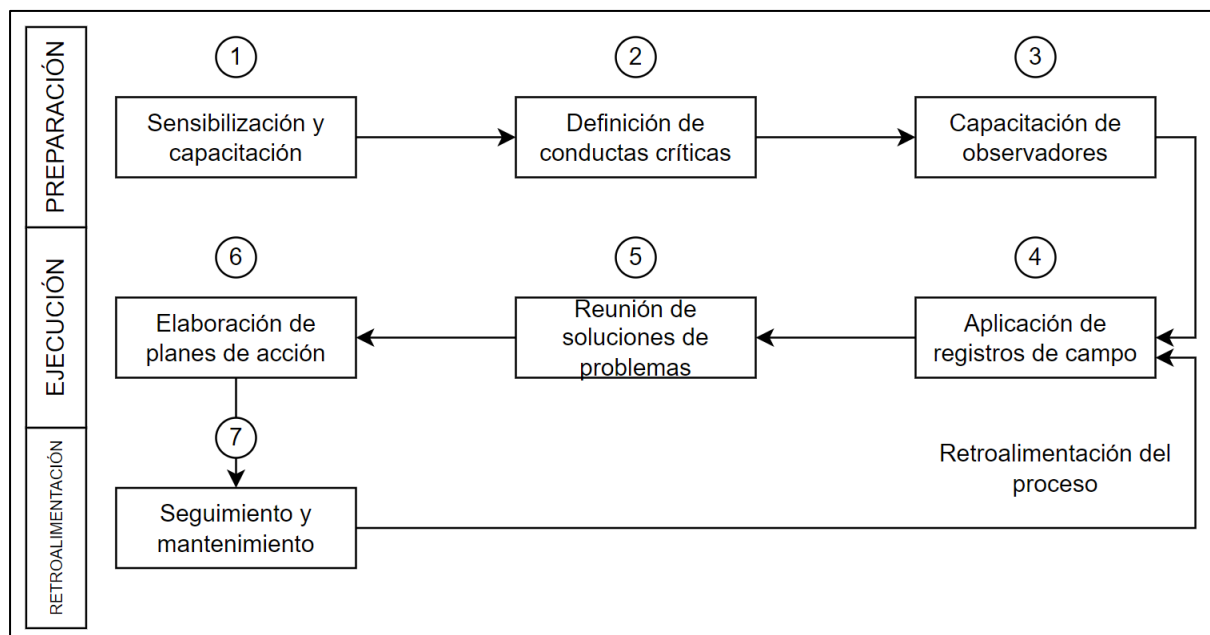 PREPARACIÓN
1
Sensibilización y
capacitación
2
Definición de
conductas críticas
3
Capacitación de
observadores
EJECUCIÓN
6
Elaboración de
planes de acción
5
Reunión de
soluciones de
problemas
4
Aplicación de
registros de campo
RETROALIMENTACIÓN
7
Seguimiento y
mantenimiento
Retroalimentación del
proceso